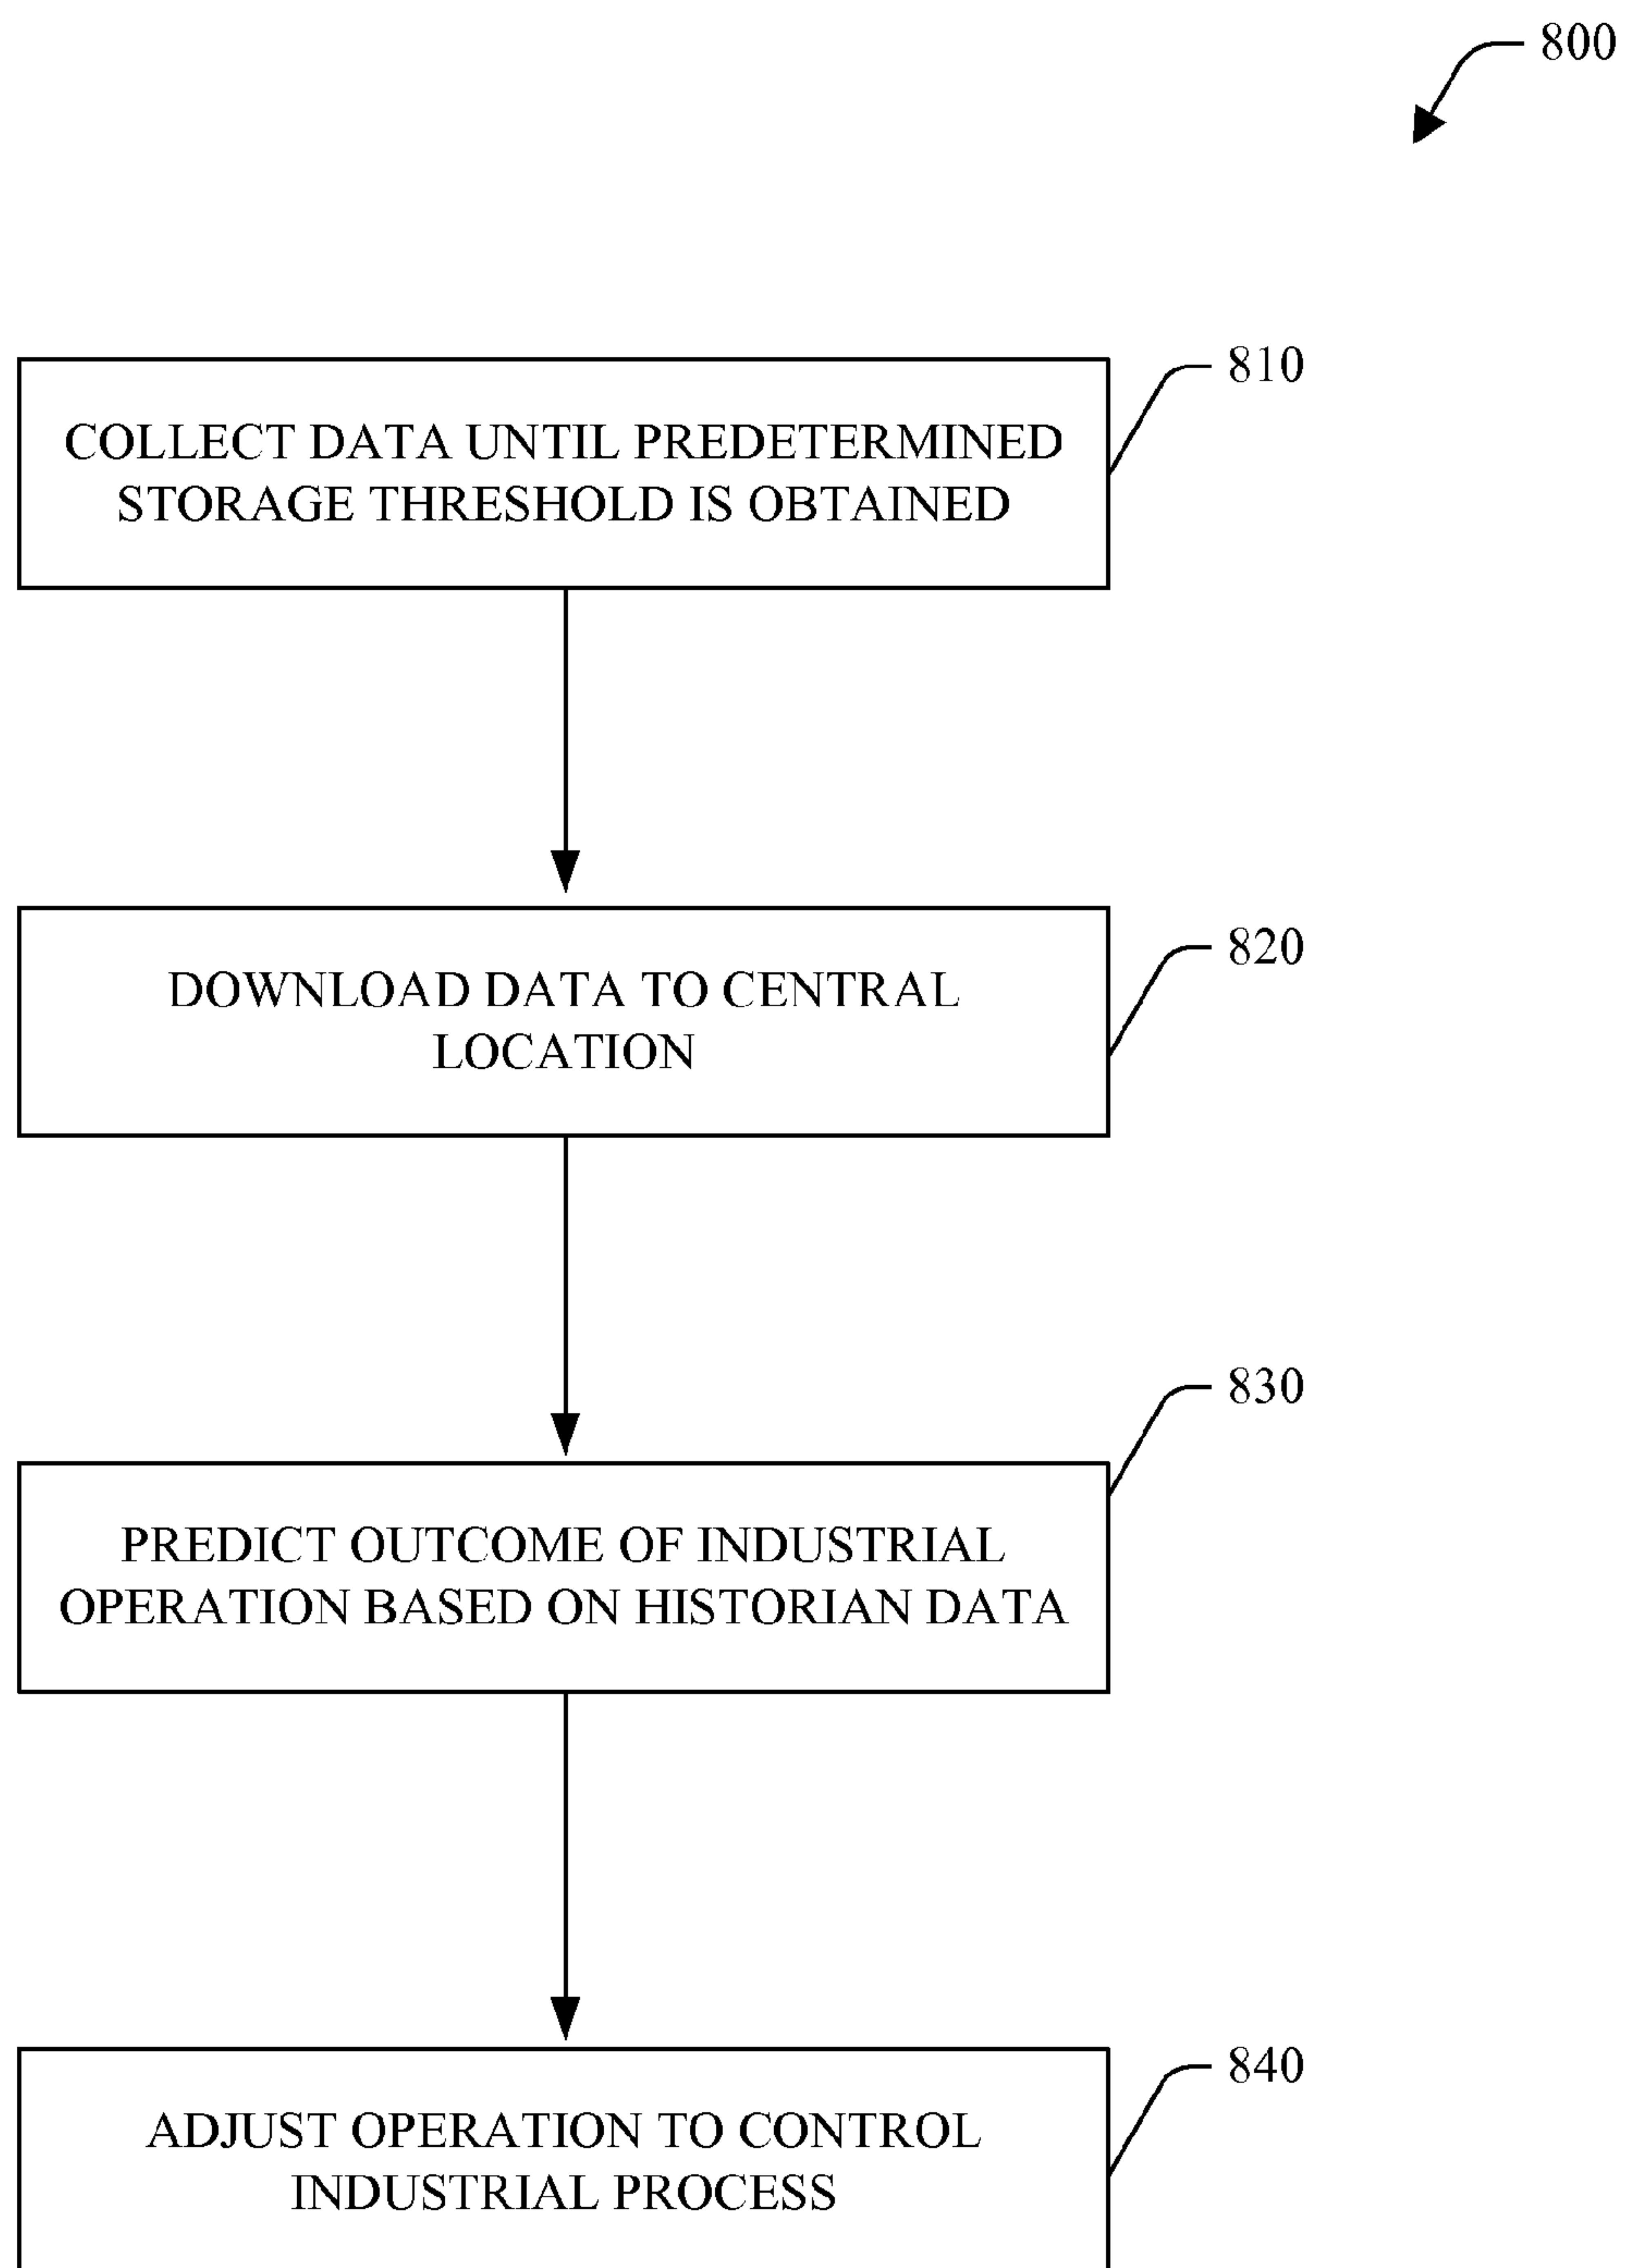 800
810
COLLECT DATA UNTIL PREDETERMINED
STORAGE THRESHOLD IS OBTAINED
820
DOWNLOAD DATA TO CENTRAL
LOCATION
830
PREDICT OUTCOME OF INDUSTRIAL
OPERATION BASED ON HISTORIAN DATA
840
ADJUST OPERATION TO CONTROL
INDUSTRIAL PROCESS